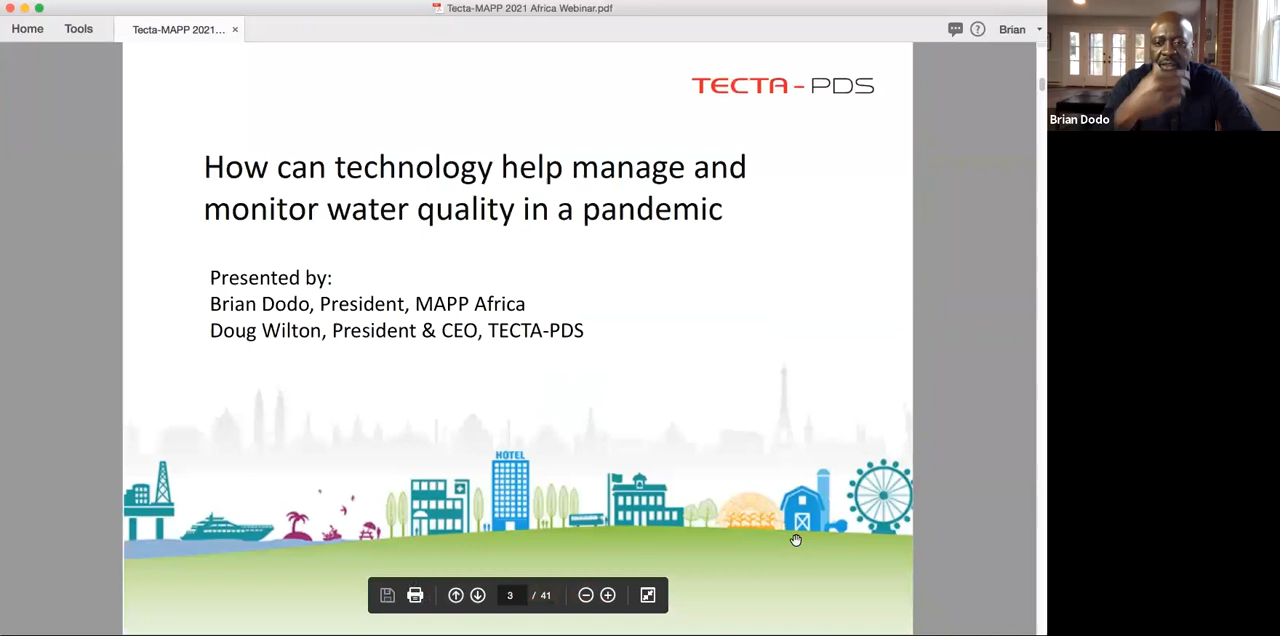 Tecta-MAPP 2021 Africa Webinar.pdf
Home
Tools
Tecta-MAPP 2021...
×
?
Brian
TECTA-PDS
How can technology help manage and
monitor water quality in a pandemic
Presented by:
Brian Dodo, President, MAPP Africa
Doug Wilton, President & CEO, TECTA-PDS
HOTEL
3 / 41
Brian Dodo